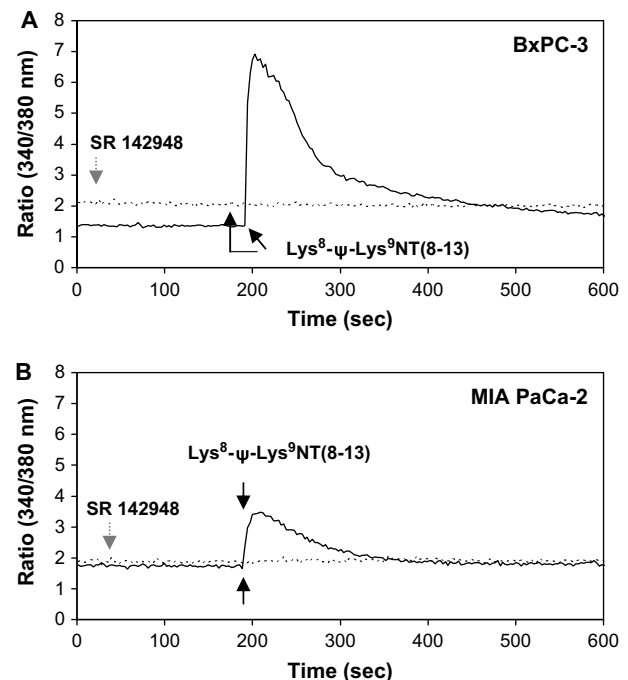 A
BxPC-3
8
7
6
5
4
3
2
1
0
Ratio (340/380 nm)
SR 142948
Lys⁸-ψ-Lys⁹NT(8-13)
0 100 200 300 400 500 600
Time (sec)
B
MIA PaCa-2
8
7
6
5
4
3
2
1
0
Ratio (340/380 nm)
Lys⁸-ψ-Lys⁹NT(8-13)
SR 142948
0 100 200 300 400 500 600
Time (sec)